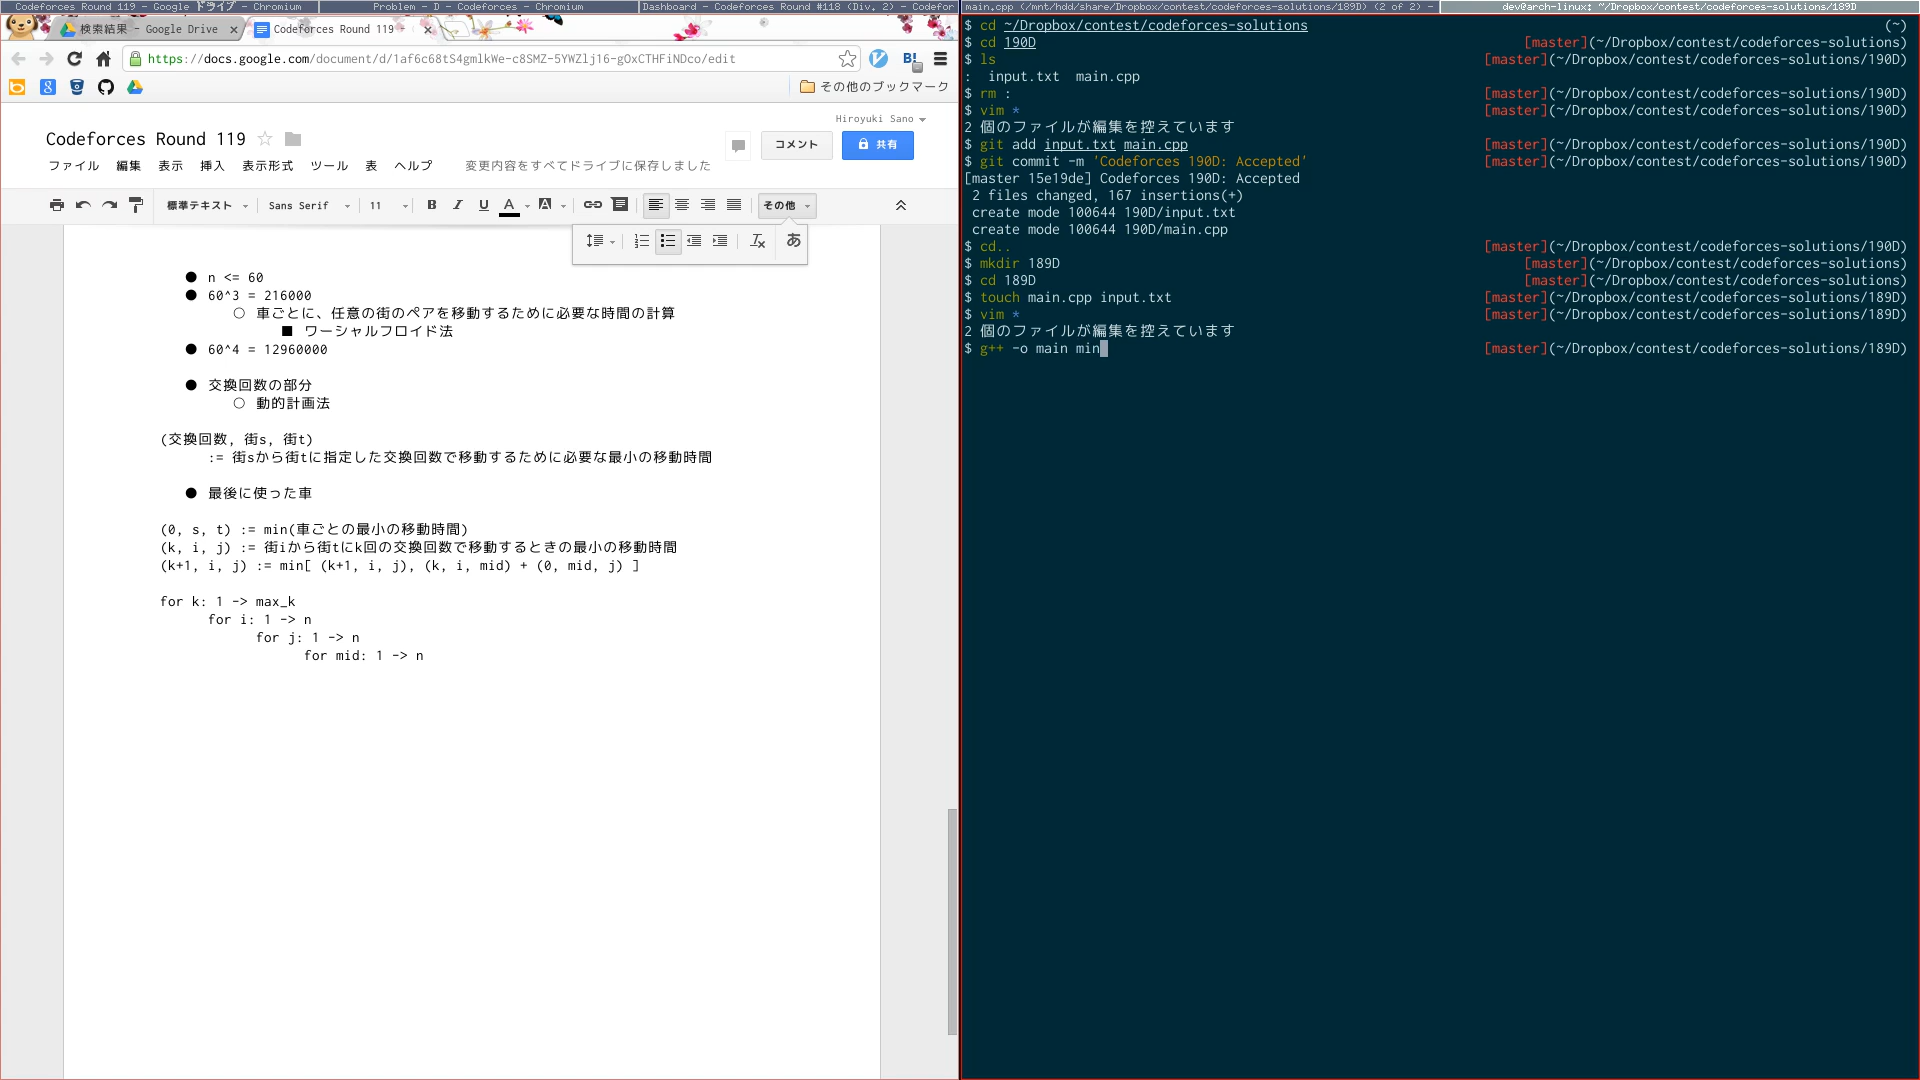 Codeforces Round 119 - Google ドライブ - Chromium
Problem - D - Codeforces - Chromium
Dashboard - Codeforces Round #118 (Div. 2) - Codefor
検索結果 - Google Drive
Codeforces Round 119 -
https://docs.google.com/document/d/1af6c68tS4gmlkWe-c8SMZ-5YWZlj16-gOxCTHFiNDco/edit
B!
8
その他のブックマーク
Hiroyuki Sano
Codeforces Round 119
コメント
共有
ファイル 編集 表示 挿入 表示形式 ツール 表 ヘルプ 変更内容をすべてドライブに保存しました
標準テキスト Sans Serif 11 B I U A A その他
あ
● n <= 60
● 60^3 = 216000
○ 車ごとに、任意の街のペアを移動するために必要な時間の計算
■ ワーシャルフロイド法
● 60^4 = 12960000
● 交換回数の部分
○ 動的計画法
(交換回数, 街s, 街t)
:= 街sから街tに指定した交換回数で移動するために必要な最小の移動時間
● 最後に使った車
(0, s, t) := min(車ごとの最小の移動時間)
(k, i, j) := 街iから街tにk回の交換回数で移動するときの最小の移動時間
(k+1, i, j) := min[ (k+1, i, j), (k, i, mid) + (0, mid, j) ]
for k: 1 -> max_k
for i: 1 -> n
for j: 1 -> n
for mid: 1 -> n
main.cpp (/mnt/hdd/share/Dropbox/contest/codeforces-solutions/189D) (2 of 2) -
dev@arch-linux: ~/Dropbox/contest/codeforces-solutions/189D
$ cd ~/Dropbox/contest/codeforces-solutions (~)
$ cd 190D [master](~/Dropbox/contest/codeforces-solutions)
$ ls [master](~/Dropbox/contest/codeforces-solutions/190D)
: input.txt main.cpp
$ rm : [master](~/Dropbox/contest/codeforces-solutions/190D)
$ vim * [master](~/Dropbox/contest/codeforces-solutions/190D)
2 個のファイルが編集を控えています
$ git add input.txt main.cpp [master](~/Dropbox/contest/codeforces-solutions/190D)
$ git commit -m 'Codeforces 190D: Accepted' [master](~/Dropbox/contest/codeforces-solutions/190D)
[master 15e19de] Codeforces 190D: Accepted
2 files changed, 167 insertions(+)
create mode 100644 190D/input.txt
create mode 100644 190D/main.cpp
$ cd.. [master](~/Dropbox/contest/codeforces-solutions/190D)
$ mkdir 189D [master](~/Dropbox/contest/codeforces-solutions)
$ cd 189D [master](~/Dropbox/contest/codeforces-solutions)
$ touch main.cpp input.txt [master](~/Dropbox/contest/codeforces-solutions/189D)
$ vim * [master](~/Dropbox/contest/codeforces-solutions/189D)
2 個のファイルが編集を控えています
$ g++ -o main min [master](~/Dropbox/contest/codeforces-solutions/189D)